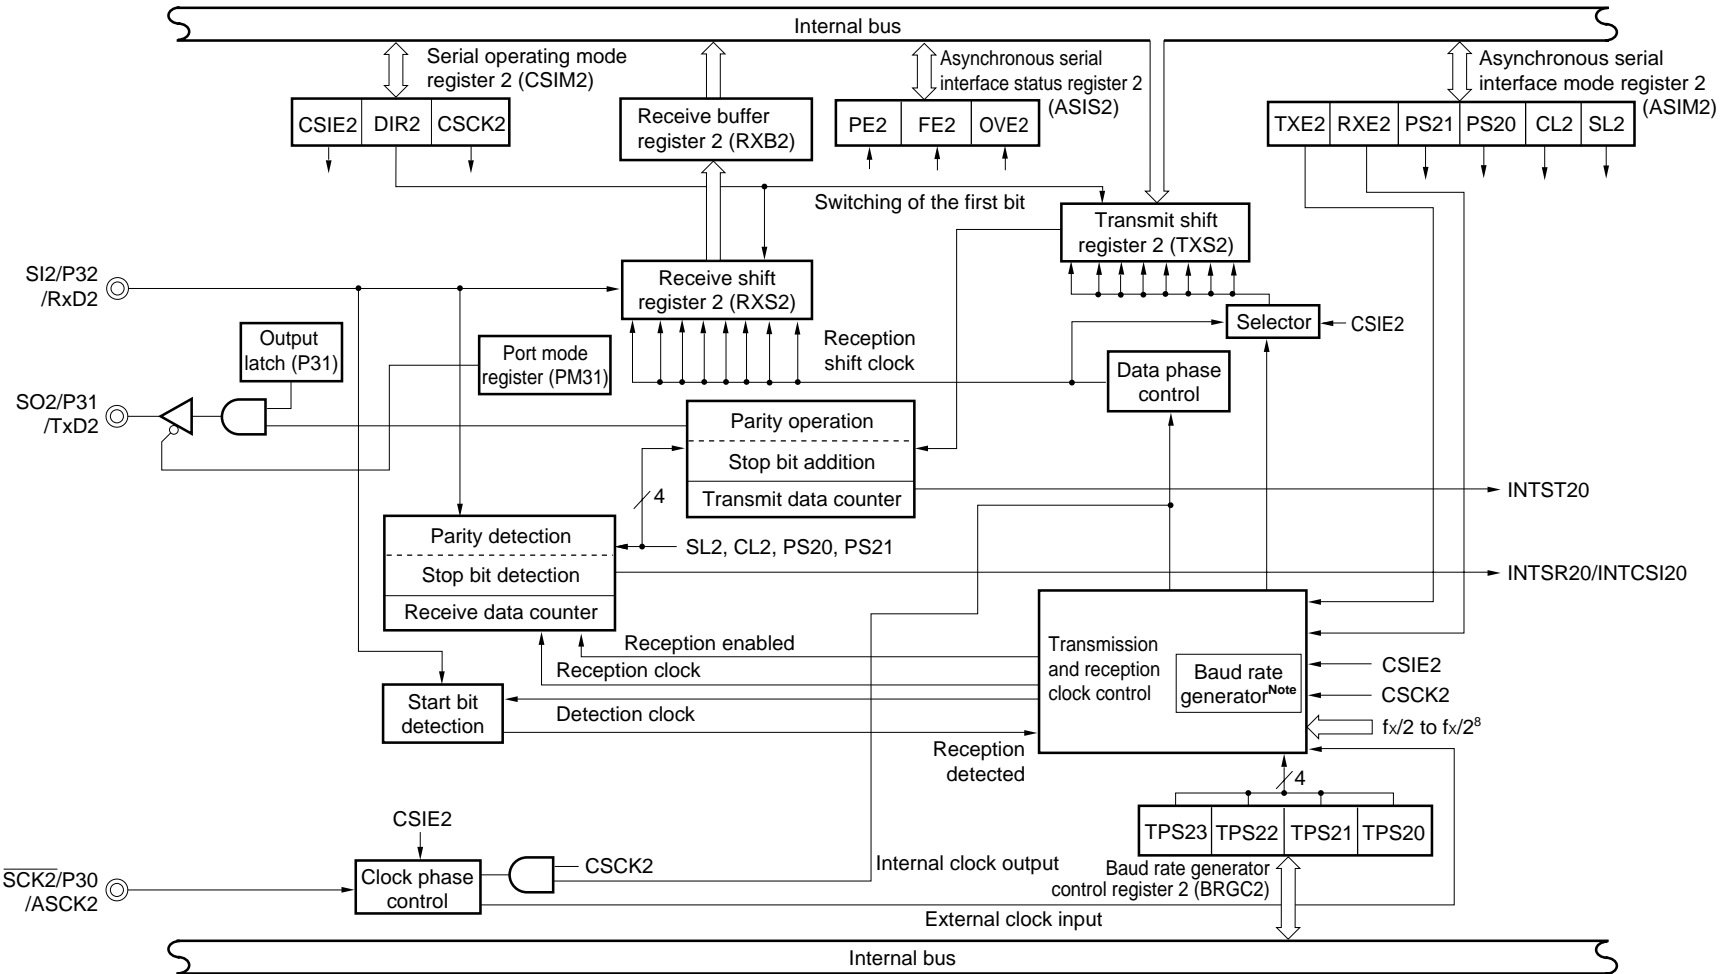 Internal bus
Serial operating mode
register 2 (CSIM2)
Asynchronous serial
interface status register 2
(ASIS2)
Asynchronous serial
interface mode register 2
(ASIM2)
CSIE2 DIR2 CSCK2
Receive buffer
register 2 (RXB2)
PE2 FE2 OVE2
TXE2 RXE2 PS21 PS20 CL2 SL2
Switching of the first bit
Transmit shift
register 2 (TXS2)
SI2/P32
/RxD2
Receive shift
register 2 (RXS2)
Selector
CSIE2
Output
latch (P31)
Port mode
register (PM31)
Reception
shift clock
Data phase
control
SO2/P31
/TxD2
Parity operation
Stop bit addition
Transmit data counter
4
INTST20
Parity detection
Stop bit detection
Receive data counter
SL2, CL2, PS20, PS21
INTSR20/INTCSI20
Reception enabled
Reception clock
Transmission
and reception
clock control
Baud rate
generatorNote
CSIE2
CSCK2
fX/2 to fX/2⁸
Start bit
detection
Detection clock
Reception
detected
4
TPS23 TPS22 TPS21 TPS20
CSIE2
CSCK2
Internal clock output
Baud rate generator
control register 2 (BRGC2)
S̅C̅K̅2̅/P30
/ASCK2
Clock phase
control
External clock input
Internal bus